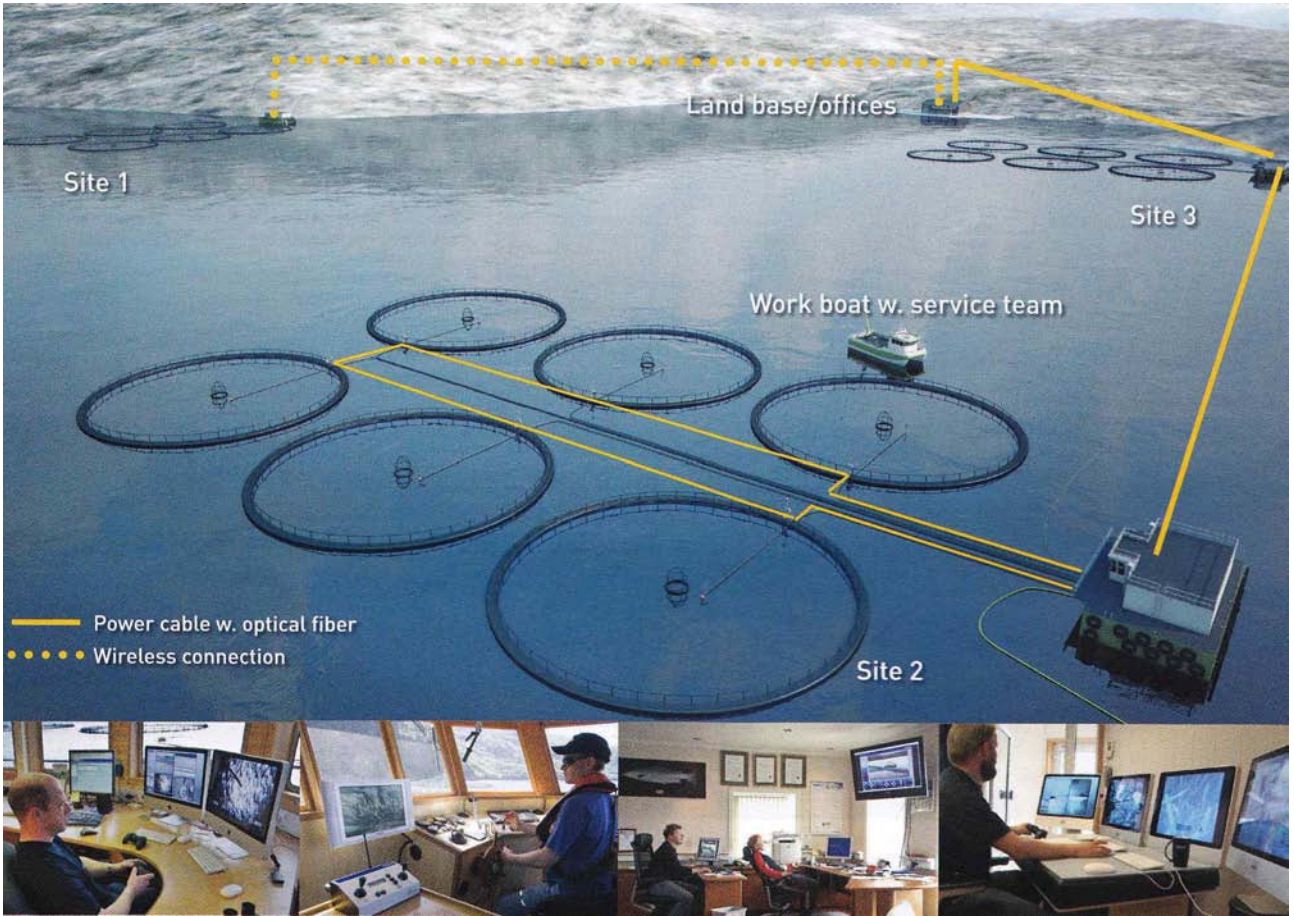 Land base/offices
Site 1
Site 3
Work boat w. service team
Power cable w. optical fiber
Wireless connection
Site 2